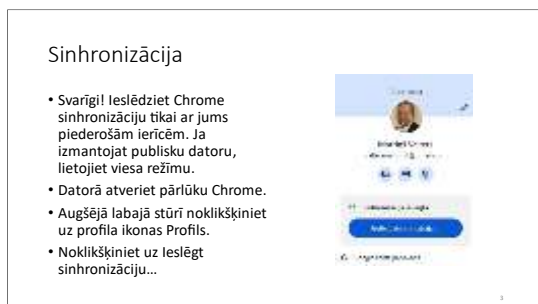 Sinhronizācija
• Svarīgi! Ieslēdziet Chrome
sinhronizāciju tikai ar jums
piederošām ierīcēm. Ja
izmantojat publisku datoru,
lietojiet viesa režīmu.
• Datorā atveriet pārlūku Chrome.
• Augšējā labajā stūrī noklikšķiniet
uz profila ikonas Profils.
• Noklikšķiniet uz Ieslēgt
sinhronizāciju…